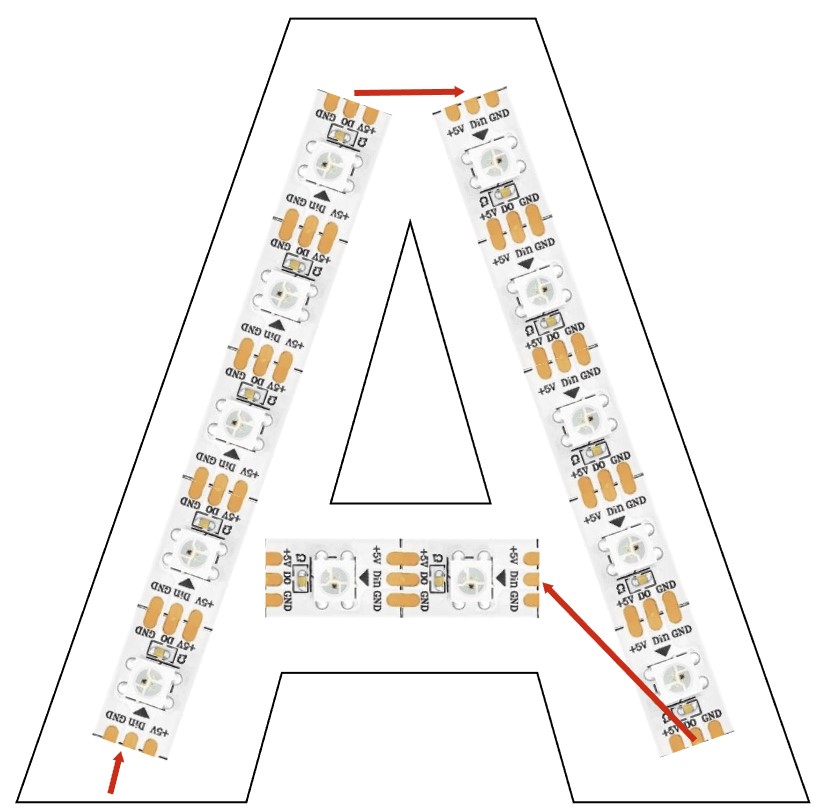 GND DO +5V
Ω
GND Din +5V
GND DO +5V
Ω
GND Din +5V
GND DO +5V
Ω
GND Din +5V
GND DO +5V
Ω
GND Din +5V
GND DO +5V
Ω
GND Din +5V
+5V Din GND
Ω
+5V DO GND
+5V Din GND
Ω
+5V DO GND
+5V Din GND
Ω
+5V DO GND
+5V Din GND
Ω
+5V DO GND
+5V Din GND
Ω
+5V DO GND
+5V DO GND
Ω
+5V Din GND
+5V DO GND
Ω
+5V Din GND